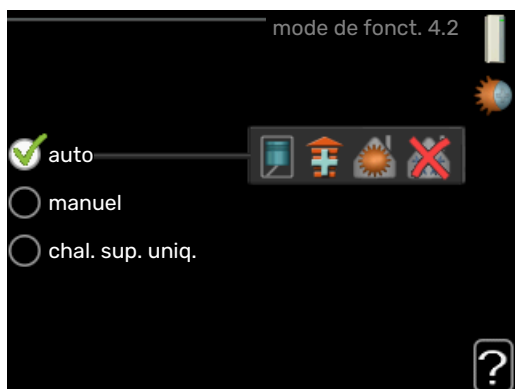 mode de fonct. 4.2
auto
manuel
chal. sup. uniq.
?